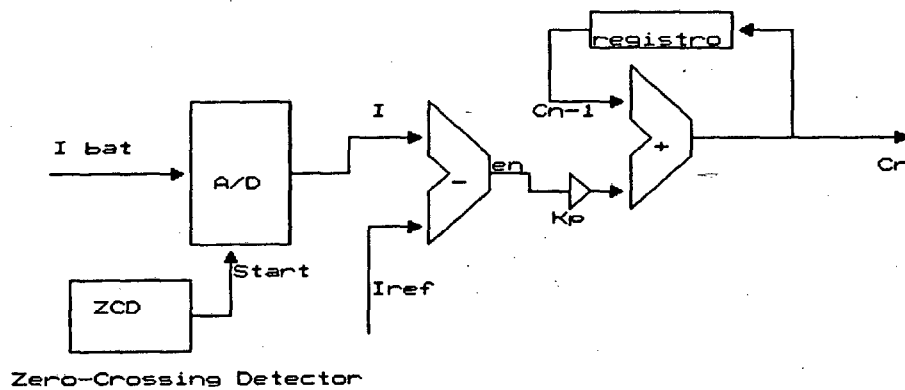 registro
I
Cn-1
I bat
A/D
-
en
+
Cn
Kp
Start
ZCD
Iref
Zero-Crossing Detector